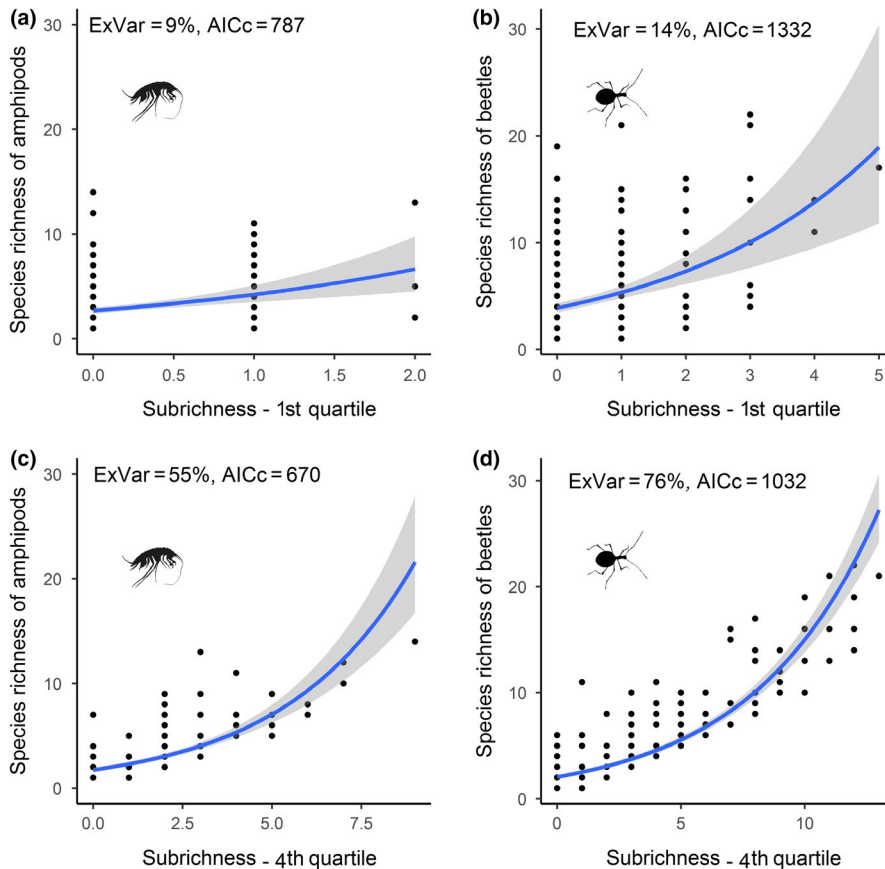 (a)
ExVar = 9%, AICc = 787
Species richness of amphipods
30
20
10
0
0.0 0.5 1.0 1.5 2.0
Subrichness - 1st quartile
(b)
ExVar = 14%, AICc = 1332
Species richness of beetles
30
20
10
0
0 1 2 3 4 5
Subrichness - 1st quartile
(c)
ExVar = 55%, AICc = 670
Species richness of amphipods
30
20
10
0
0.0 2.5 5.0 7.5
Subrichness - 4th quartile
(d)
ExVar = 76%, AICc = 1032
Species richness of beetles
30
20
10
0
0 5 10
Subrichness - 4th quartile